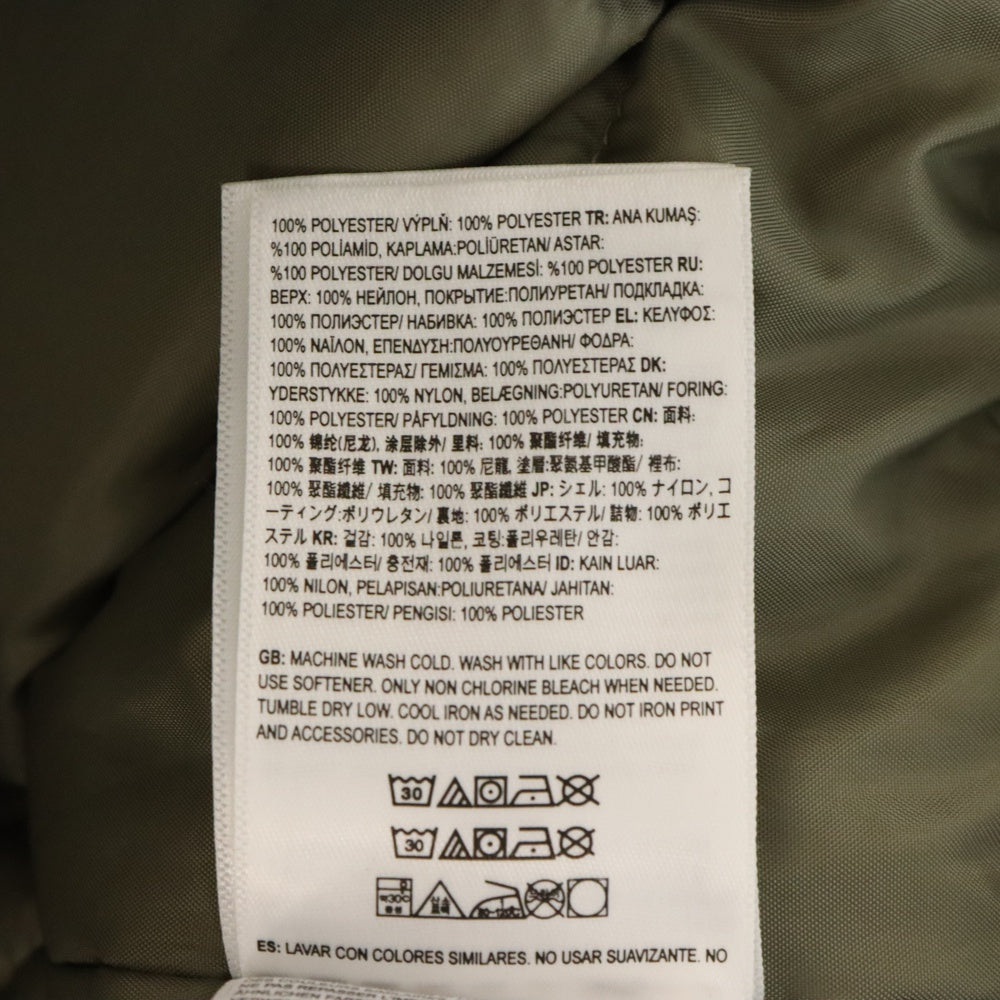 100% POLYESTER/ VÝPLŇ: 100% POLYESTER TR: ANA KUMAŞ:
%100 POLİAMİD, KAPLAMA:POLİÜRETAN/ ASTAR:
%100 POLYESTER/ DOLGU MALZEMESİ: %100 POLYESTER RU:
ВЕРХ: 100% НЕЙЛОН, ПОКРЫТИЕ:ПОЛИУРЕТАН/ ПОДКЛАДКА:
100% ПОЛИЭСТЕР/ НАБИВКА: 100% ПОЛИЭСТЕР EL: ΚΕΛΥΦΟΣ:
100% ΝΑΪΛΟΝ, ΕΠΕΝΔΥΣΗ:ΠΟΛΥΟΥΡΕΘΑΝΗ/ ΦΟΔΡΑ:
100% ΠΟΛΥΕΣΤΕΡΑΣ/ ΓΕΜΙΣΜΑ: 100% ΠΟΛΥΕΣΤΕΡΑΣ DK:
YDERSTYKKE: 100% NYLON, BELÆGNING:POLYURETAN/ FORING:
100% POLYESTER/ PÅFYLDNING: 100% POLYESTER CN: 面料:
100% 锦纶(尼龙), 涂层除外/ 里料: 100% 聚酯纤维/ 填充物:
100% 聚酯纤维 TW: 面料: 100% 尼龍, 塗層:聚氨基甲酸酯/ 裡布:
100% 聚酯纖維/ 填充物: 100% 聚酯纖維 JP: シェル: 100% ナイロン, コ
ーティング:ポリウレタン/ 裏地: 100% ポリエステル/ 詰物: 100% ポリエ
ステル KR: 겉감: 100% 나일론, 코팅:폴리우레탄/ 안감:
100% 폴리에스터/ 충전재: 100% 폴리에스터 ID: KAIN LUAR:
100% NILON, PELAPISAN:POLIURETANA/ JAHITAN:
100% POLIESTER/ PENGISI: 100% POLIESTER
GB: MACHINE WASH COLD. WASH WITH LIKE COLORS. DO NOT
USE SOFTENER. ONLY NON CHLORINE BLEACH WHEN NEEDED.
TUMBLE DRY LOW. COOL IRON AS NEEDED. DO NOT IRON PRINT
AND ACCESSORIES. DO NOT DRY CLEAN.
30
30
80~120℃
ES: LAVAR CON COLORES SIMILARES. NO USAR SUAVIZANTE. NO
NE PAS REPASSER